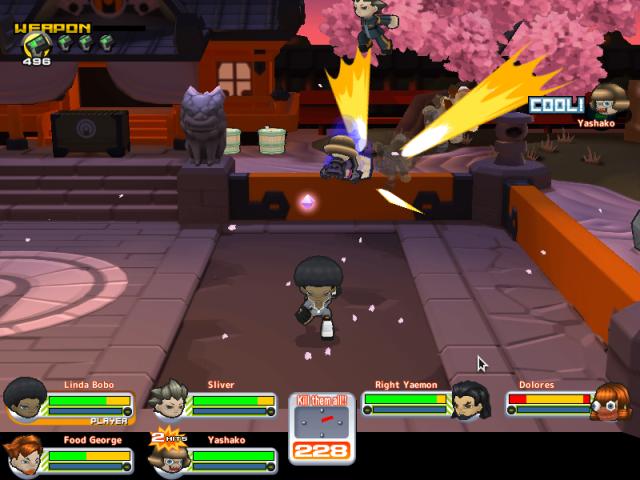 WEAPON
496
COOL!
Yashako
Linda Bobo
PLAYER
Sliver
Kill them all!!
228
Right Yaemon
Dolores
Food George
2 HITS
Yashako